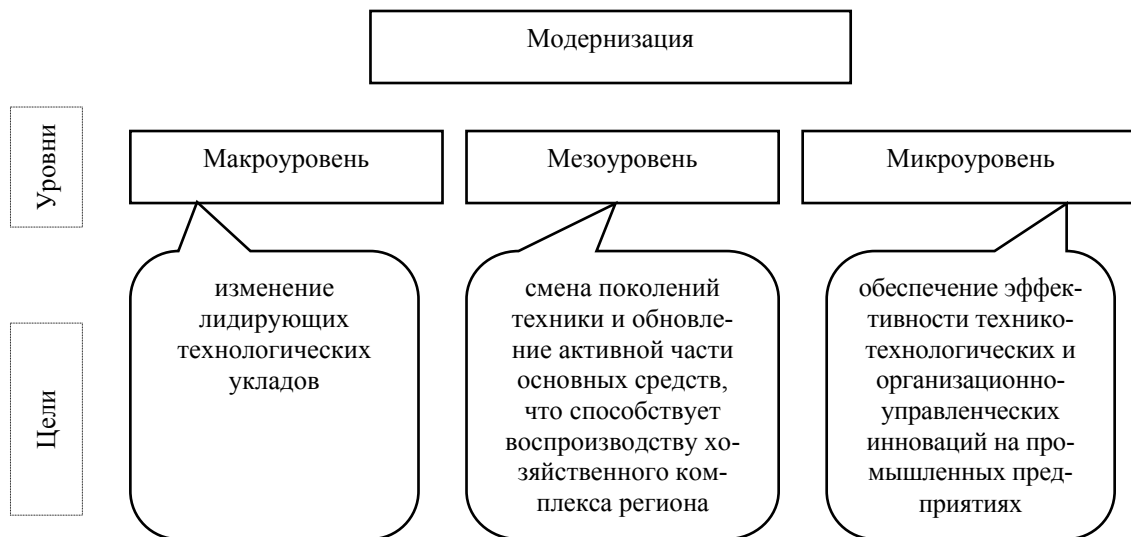 Модернизация
Уровни
Макроуровень
Мезоуровень
Микроуровень
Цели
изменение
лидирующих
технологических
укладов
смена поколений
техники и обновле-
ние активной части
основных средств,
что способствует
воспроизводству хо-
зяйственного ком-
плекса региона
обеспечение эффек-
тивности технико-
технологических и
организационно-
управленческих
инноваций на про-
мышленных пред-
приятиях